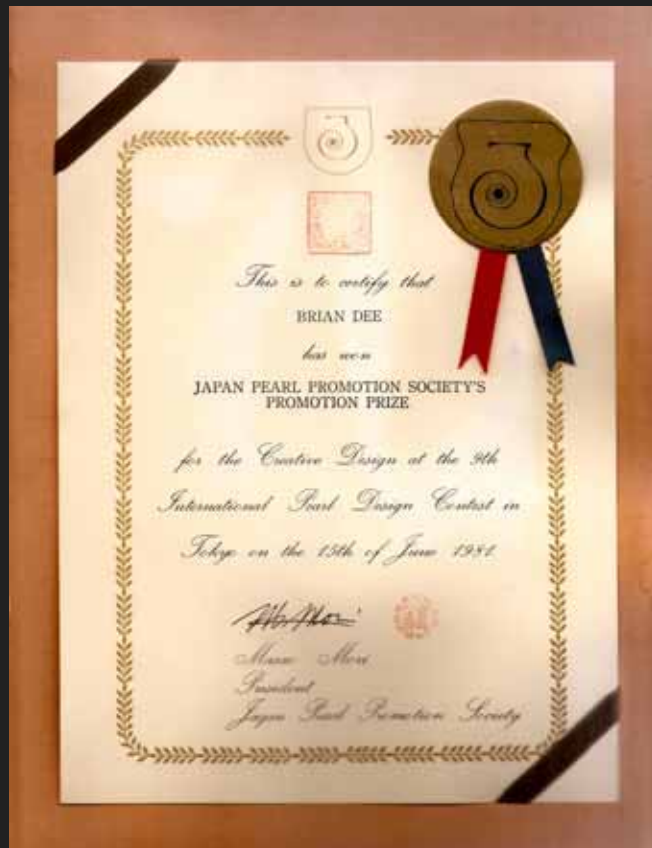 This is to certify that
BRIAN DEE
has won
JAPAN PEARL PROMOTION SOCIETY'S
PROMOTION PRIZE
for the Creative Design at the 9th
International Pearl Design Contest in
Tokyo on the 15th of June 1981
Mori
President
Japan Pearl Promotion Society